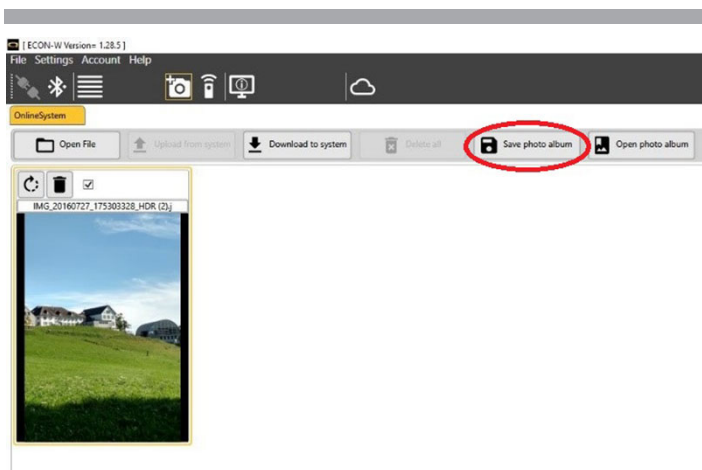 [ ECON-W Version= 1.28.5 ]
File Settings Account Help
OnlineSystem
Open File Upload from system Download to system Delete all Save photo album Open photo album
IMG_20160727_175303328_HDR (2).j